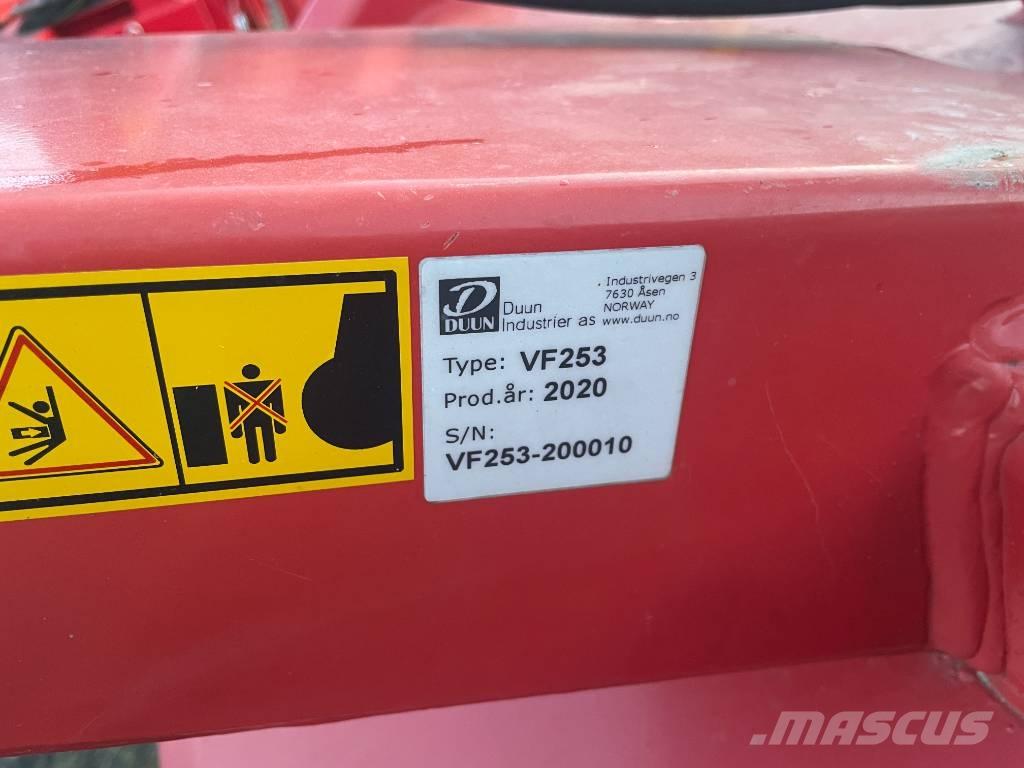 DUUN
Duun
Industrier as
Industrivegen 3
7630 Åsen
NORWAY
www.duun.no
Type: VF253
Prod.år: 2020
S/N:
VF253-200010
MASCUS